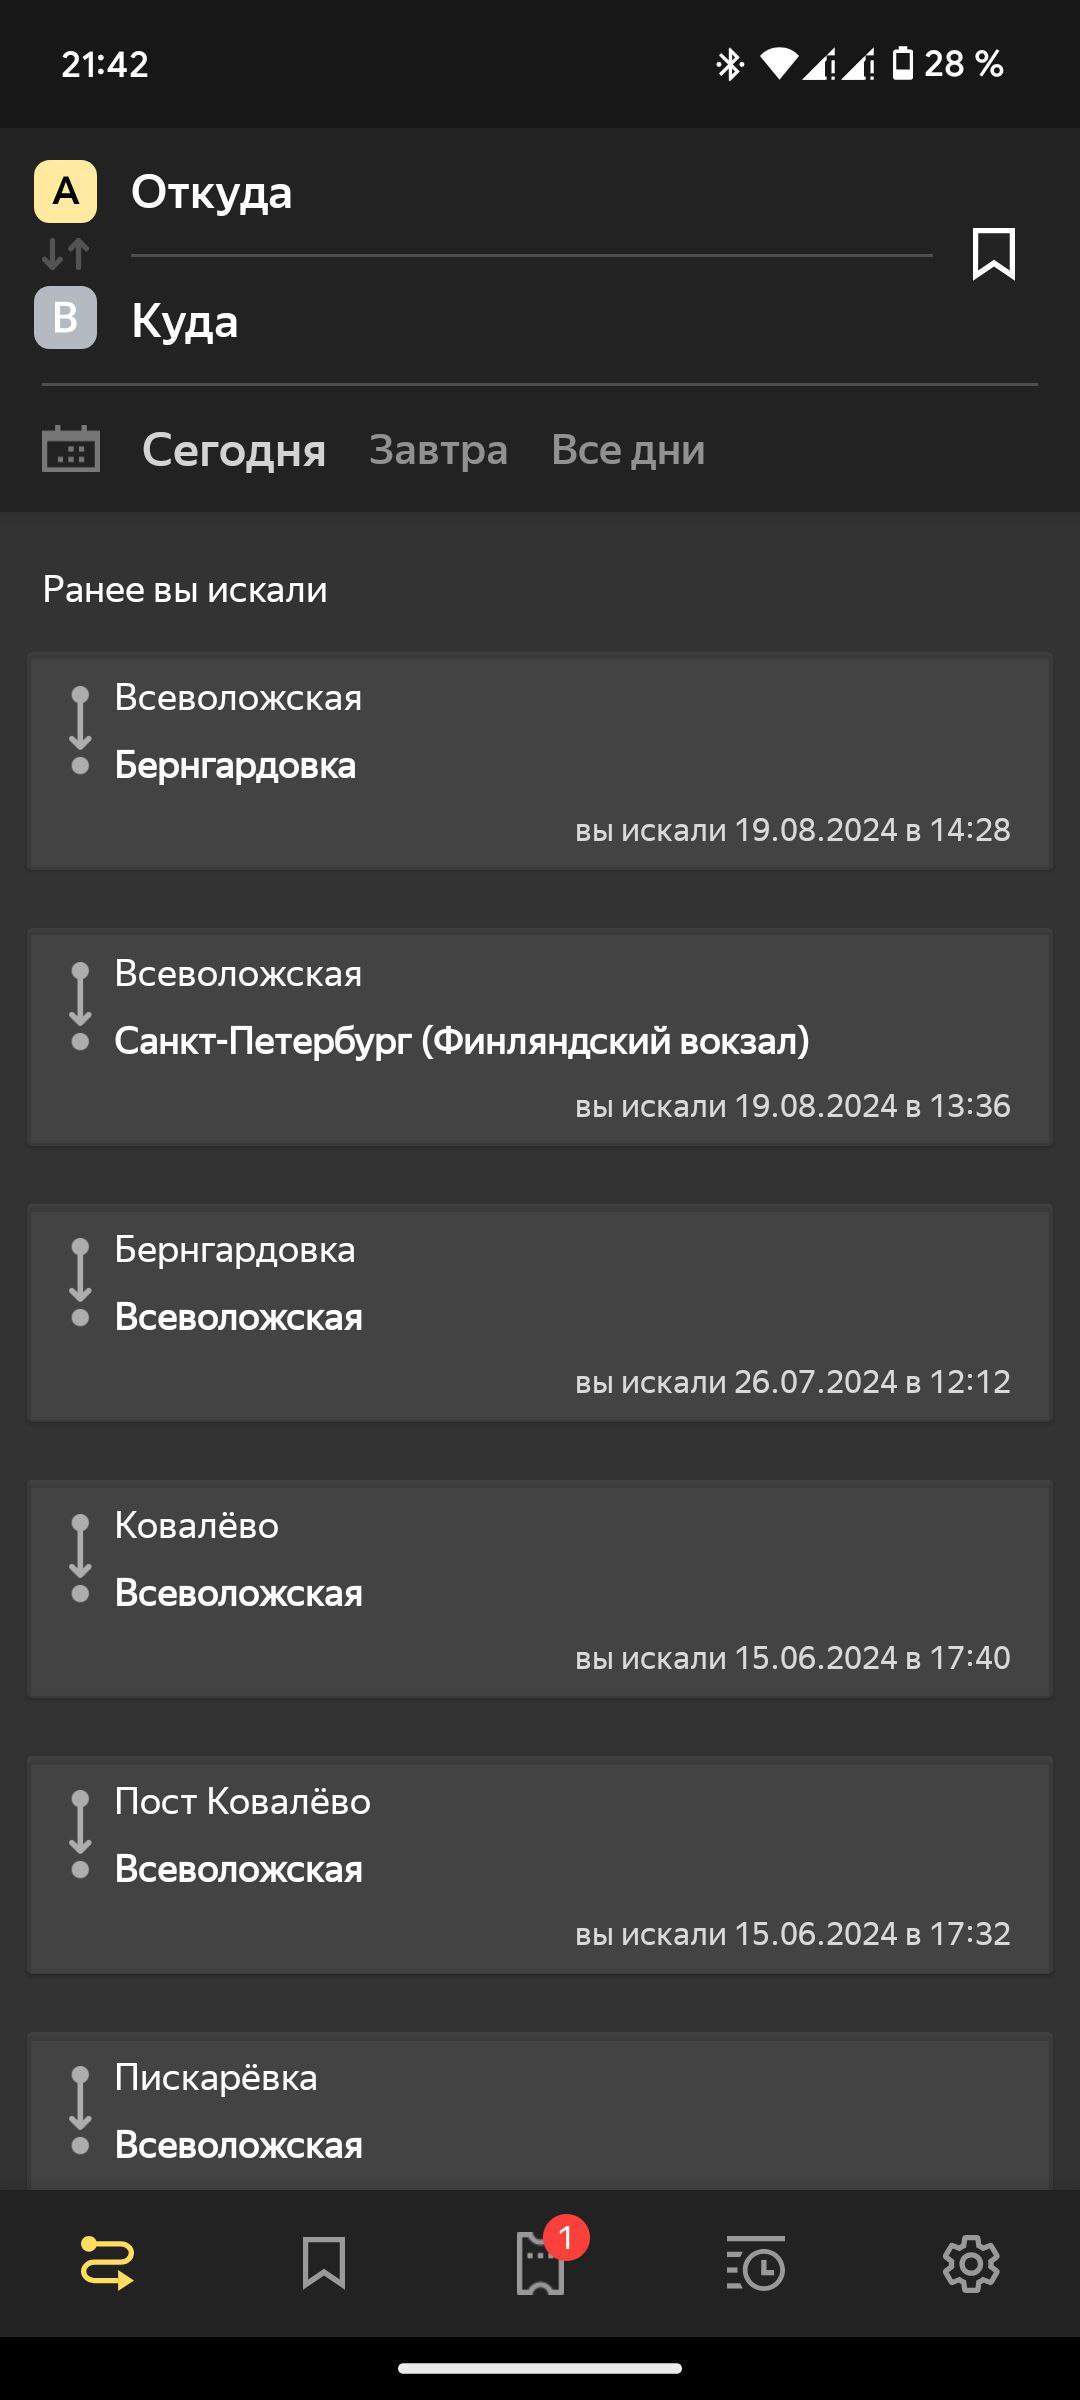 21:42
28 %
A
Откуда
B
Куда
Сегодня Завтра Все дни
Ранее вы искали
Всеволожская
Бернгардовка
вы искали 19.08.2024 в 14:28
Всеволожская
Санкт-Петербург (Финляндский вокзал)
вы искали 19.08.2024 в 13:36
Бернгардовка
Всеволожская
вы искали 26.07.2024 в 12:12
Ковалёво
Всеволожская
вы искали 15.06.2024 в 17:40
Пост Ковалёво
Всеволожская
вы искали 15.06.2024 в 17:32
Пискарёвка
Всеволожская
1